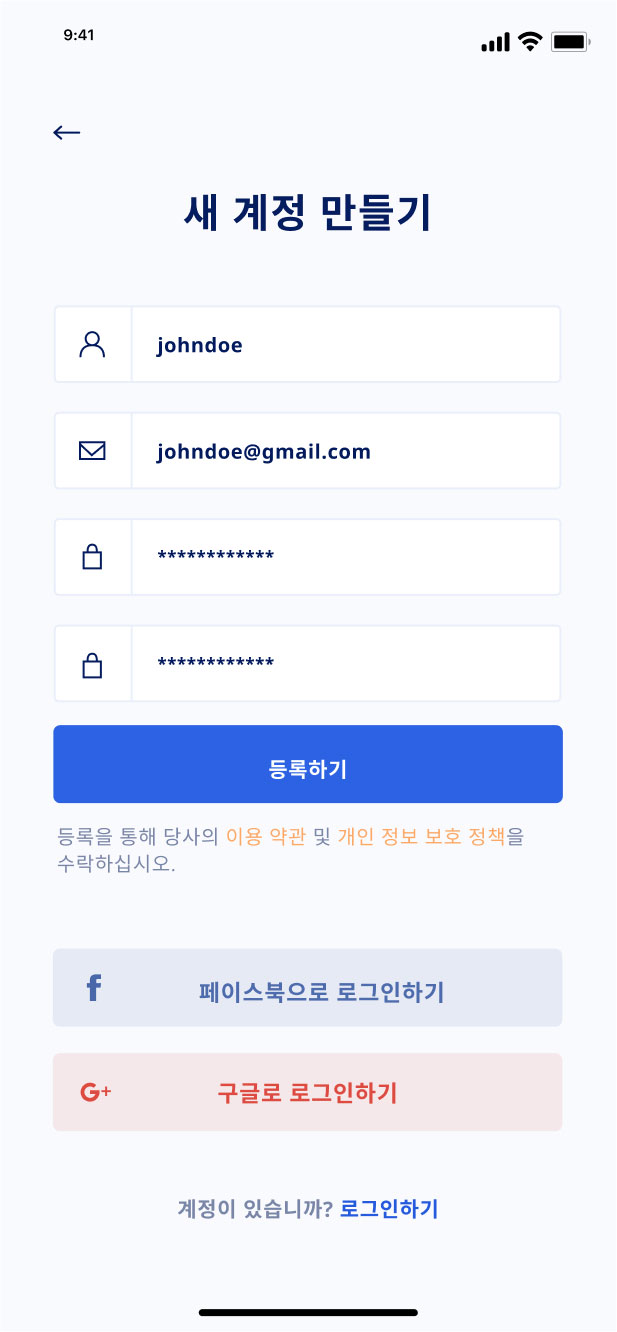 9:41
새 계정 만들기
johndoe
johndoe@gmail.com
************
************
등록하기
등록을 통해 당사의 이용 약관 및 개인 정보 보호 정책을
수락하십시오.
f 페이스북으로 로그인하기
G+ 구글로 로그인하기
계정이 있습니까? 로그인하기